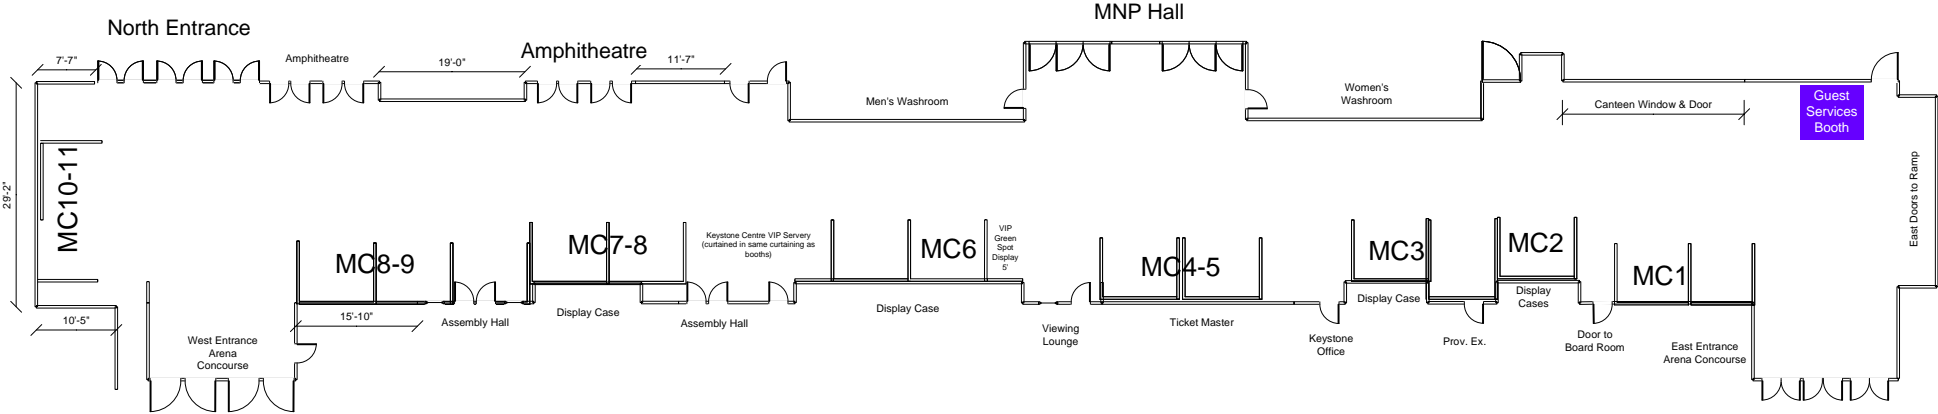 MNP Hall
North Entrance
Amphitheatre
Amphitheatre
7'-7"
19'-0"
11'-7"
Men's Washroom
Women's
Washroom
Canteen Window & Door
Guest
Services
Booth
29'-2"
MC10-11
East Doors to Ramp
MC8-9
MC7-8
Keystone Centre VIP Servery
(curtained in same curtaining as
booths)
MC6
VIP
Green
Spot
Display
5'
MC4-5
MC3
MC2
MC1
10'-5"
15'-10"
West Entrance
Arena
Concourse
Assembly Hall
Display Case
Assembly Hall
Display Case
Viewing
Lounge
Ticket Master
Keystone
Office
Display Case
Prov. Ex.
Display
Cases
Door to
Board Room
East Entrance
Arena Concourse